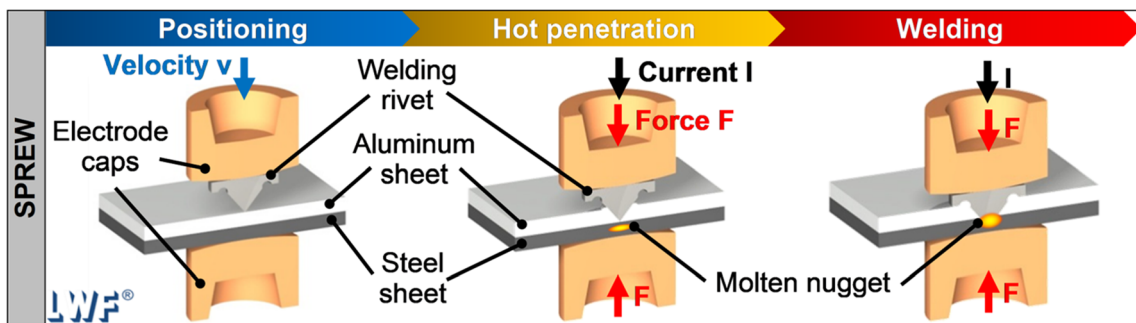 SPREW
Positioning
Hot penetration
Welding
Velocity v
Welding
rivet
Electrode
caps
Aluminum
sheet
Steel
sheet
Current I
Force F
F
Molten nugget
I
F
F
LWF®